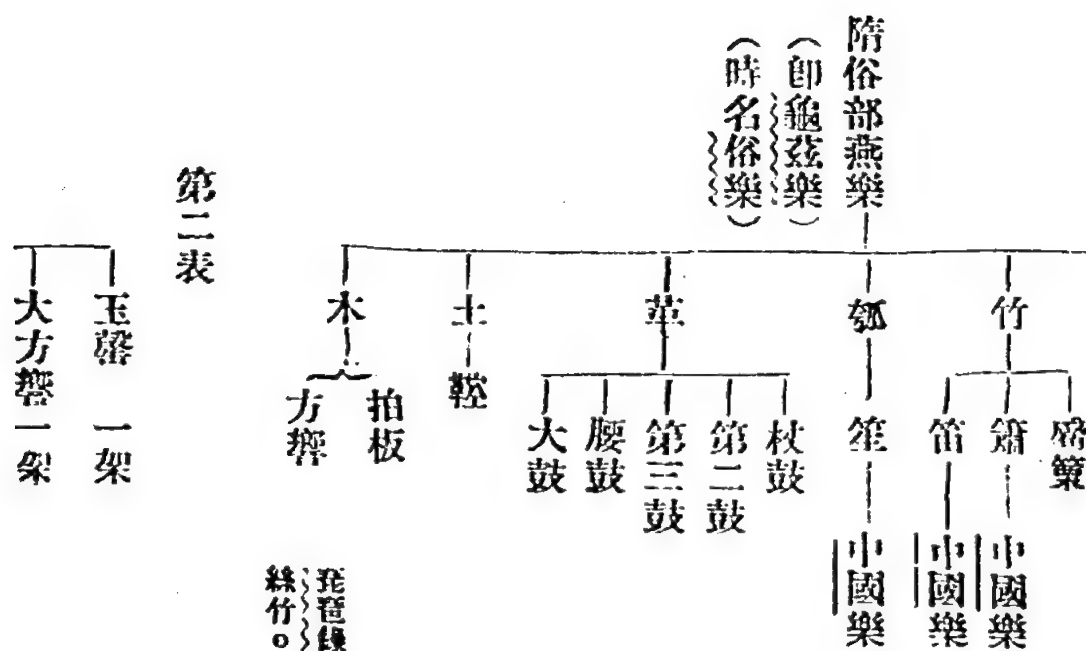 隋俗部燕樂
（即龜茲樂）
（時名俗樂）
竹
簫
中國樂
笛
中國樂
匏
笙
中國樂
革
杖鼓
第二鼓
第三鼓
腰鼓
大鼓
土
木
拍板
方響
琵琶錄
絲竹。
第二表
玉磬 一架
大方響一架